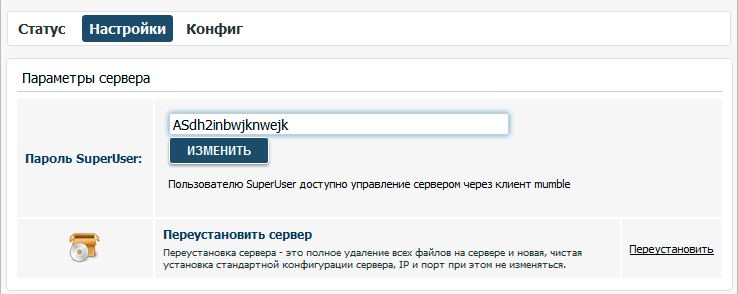 Статус Настройки Конфиг
Параметры сервера
Пароль SuperUser:
ASdh2inbwjknwejk
ИЗМЕНИТЬ
Пользователю SuperUser доступно управление сервером через клиент mumble
Переустановить сервер
Переустановка сервера - это полное удаление всех файлов на сервере и новая, чистая
установка стандартной конфигурации сервера, IP и порт при этом не изменяться.
Переустановить